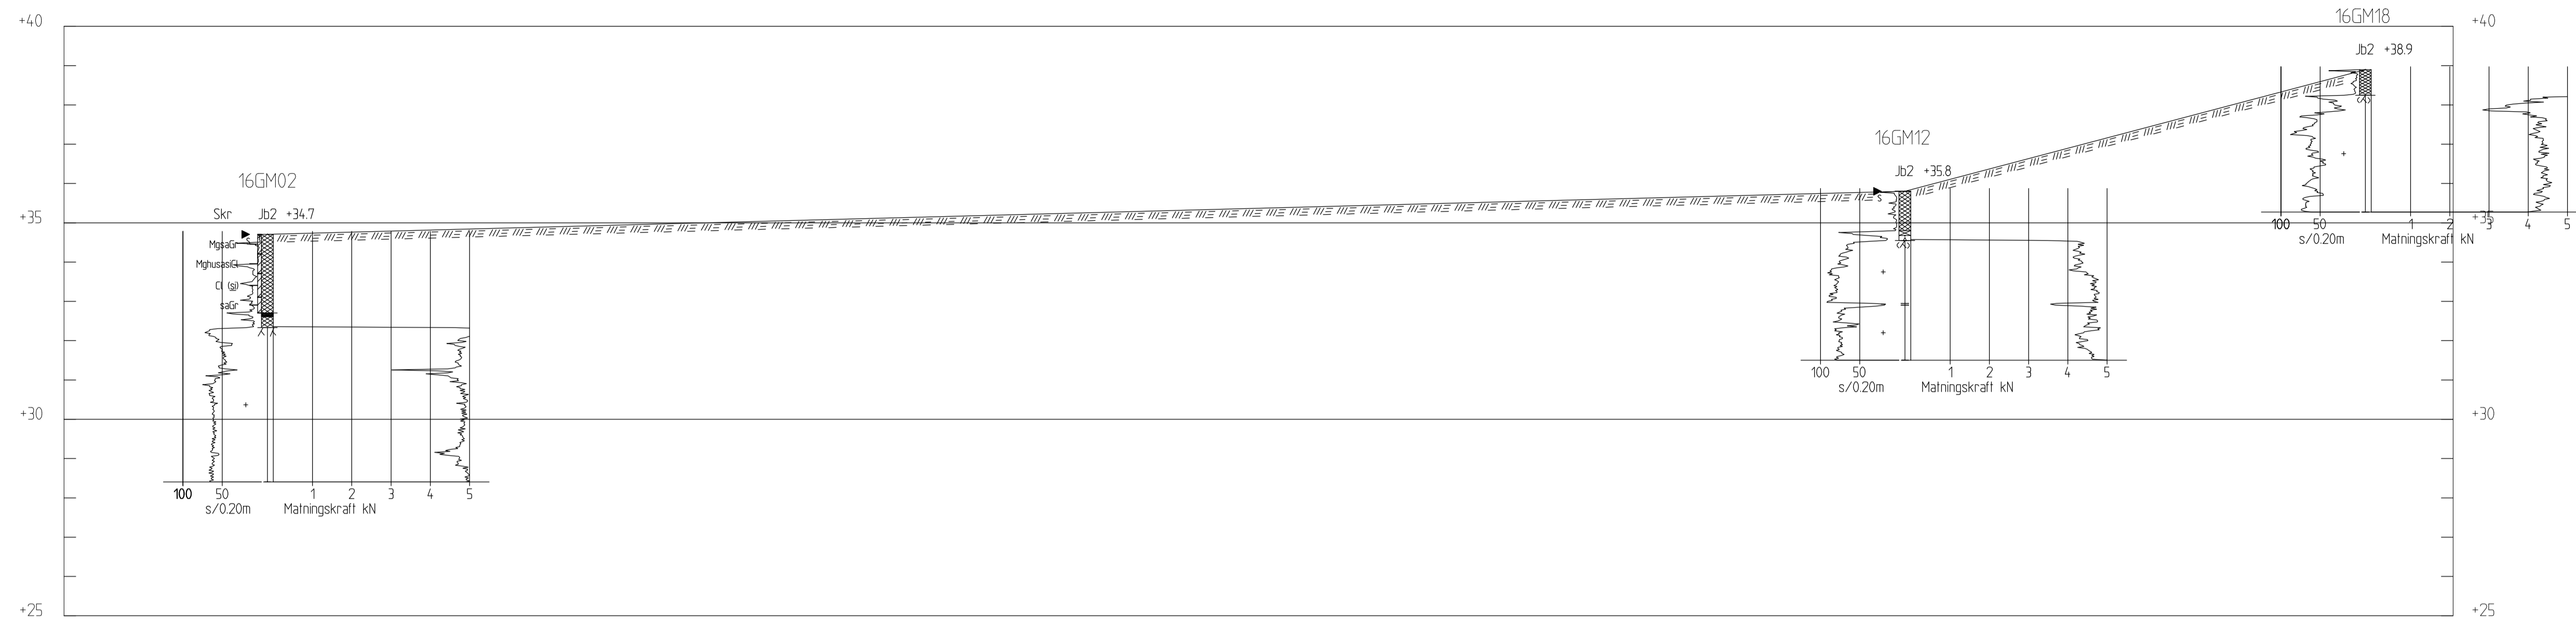 +40
16GM18
+40
Jb2 +38.9
16GM12
Jb2 +35.8
16GM02
Skr Jb2 +34.7
+35
+35
MgsaGr
S
S
MghusasiCl
Cl (si)
saGr
100 50 1 2 3 4 5
s/0.20m Matningskraft kN
100 50 1 2 3 4 5
s/0.20m Matningskraft kN
+30
+30
100 50 1 2 3 4 5
s/0.20m Matningskraft kN
+25
+25